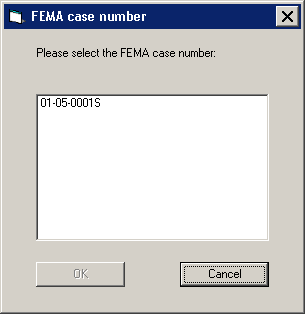 FEMA case number
Please select the FEMA case number:
01-05-0001S
OK
Cancel